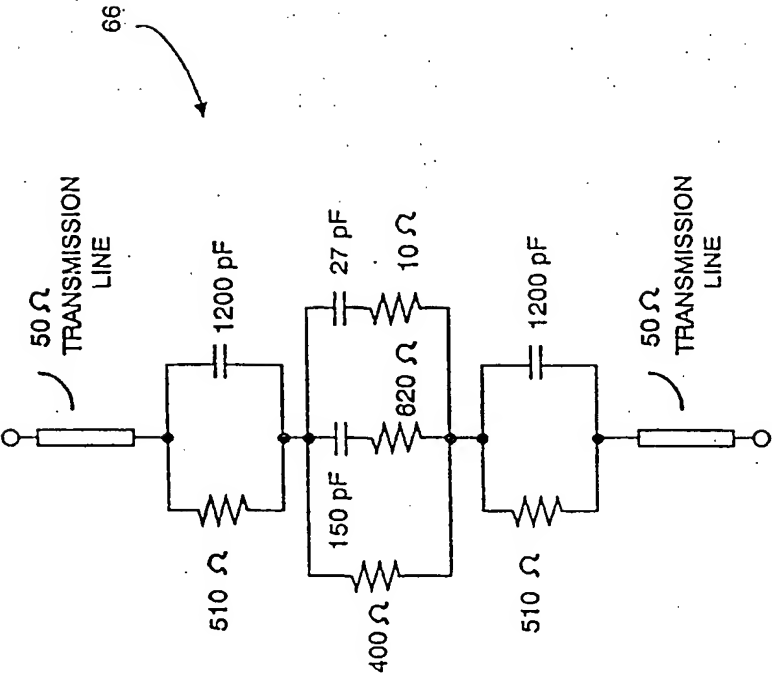 66
50 Ω
TRANSMISSION
LINE
510 Ω
1200 pF
400 Ω
150 pF
620 Ω
27 pF
10 Ω
510 Ω
1200 pF
50 Ω
TRANSMISSION
LINE